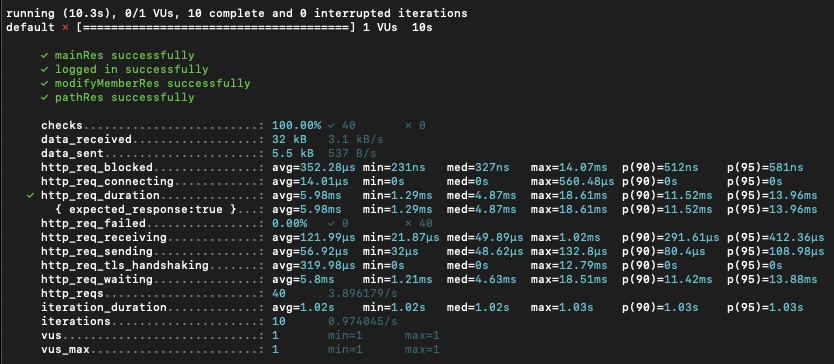 running (10.3s), 0/1 VUs, 10 complete and 0 interrupted iterations
default ✗ [======================================] 1 VUs  10s
✓ mainRes successfully
✓ logged in successfully
✓ modifyMemberRes successfully
✓ pathRes successfully
checks.........................: 100.00% ✓ 40       ✗ 0
data_received..................: 32 kB   3.1 kB/s
data_sent......................: 5.5 kB  537 B/s
http_req_blocked...............: avg=352.28µs min=231ns   med=327ns   max=14.07ms  p(90)=512ns    p(95)=581ns
http_req_connecting............: avg=14.01µs  min=0s      med=0s      max=560.48µs p(90)=0s       p(95)=0s
✓ http_req_duration..............: avg=5.98ms   min=1.29ms  med=4.87ms  max=18.61ms  p(90)=11.52ms  p(95)=13.96ms
{ expected_response:true }...: avg=5.98ms   min=1.29ms  med=4.87ms  max=18.61ms  p(90)=11.52ms  p(95)=13.96ms
http_req_failed................: 0.00%   ✓ 0        ✗ 40
http_req_receiving.............: avg=121.99µs min=21.87µs med=49.89µs max=1.02ms   p(90)=291.61µs p(95)=412.36µs
http_req_sending...............: avg=56.92µs  min=32µs    med=48.62µs max=132.8µs  p(90)=80.4µs   p(95)=108.98µs
http_req_tls_handshaking.......: avg=319.98µs min=0s      med=0s      max=12.79ms  p(90)=0s       p(95)=0s
http_req_waiting...............: avg=5.8ms    min=1.21ms  med=4.63ms  max=18.51ms  p(90)=11.42ms  p(95)=13.88ms
http_reqs......................: 40      3.896179/s
iteration_duration.............: avg=1.02s    min=1.02s   med=1.02s   max=1.03s    p(90)=1.03s    p(95)=1.03s
iterations.....................: 10      0.974045/s
vus............................: 1       min=1      max=1
vus_max........................: 1       min=1      max=1